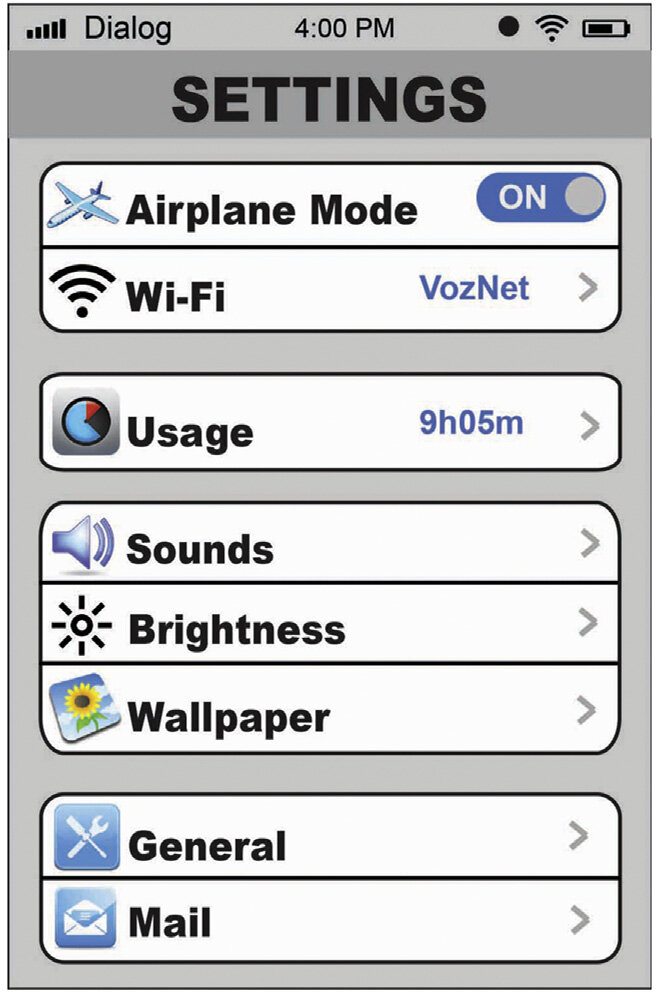 Dialog 4:00 PM
SETTINGS
Airplane Mode ON
Wi-Fi VozNet
Usage 9h05m
Sounds
Brightness
Wallpaper
General
Mail